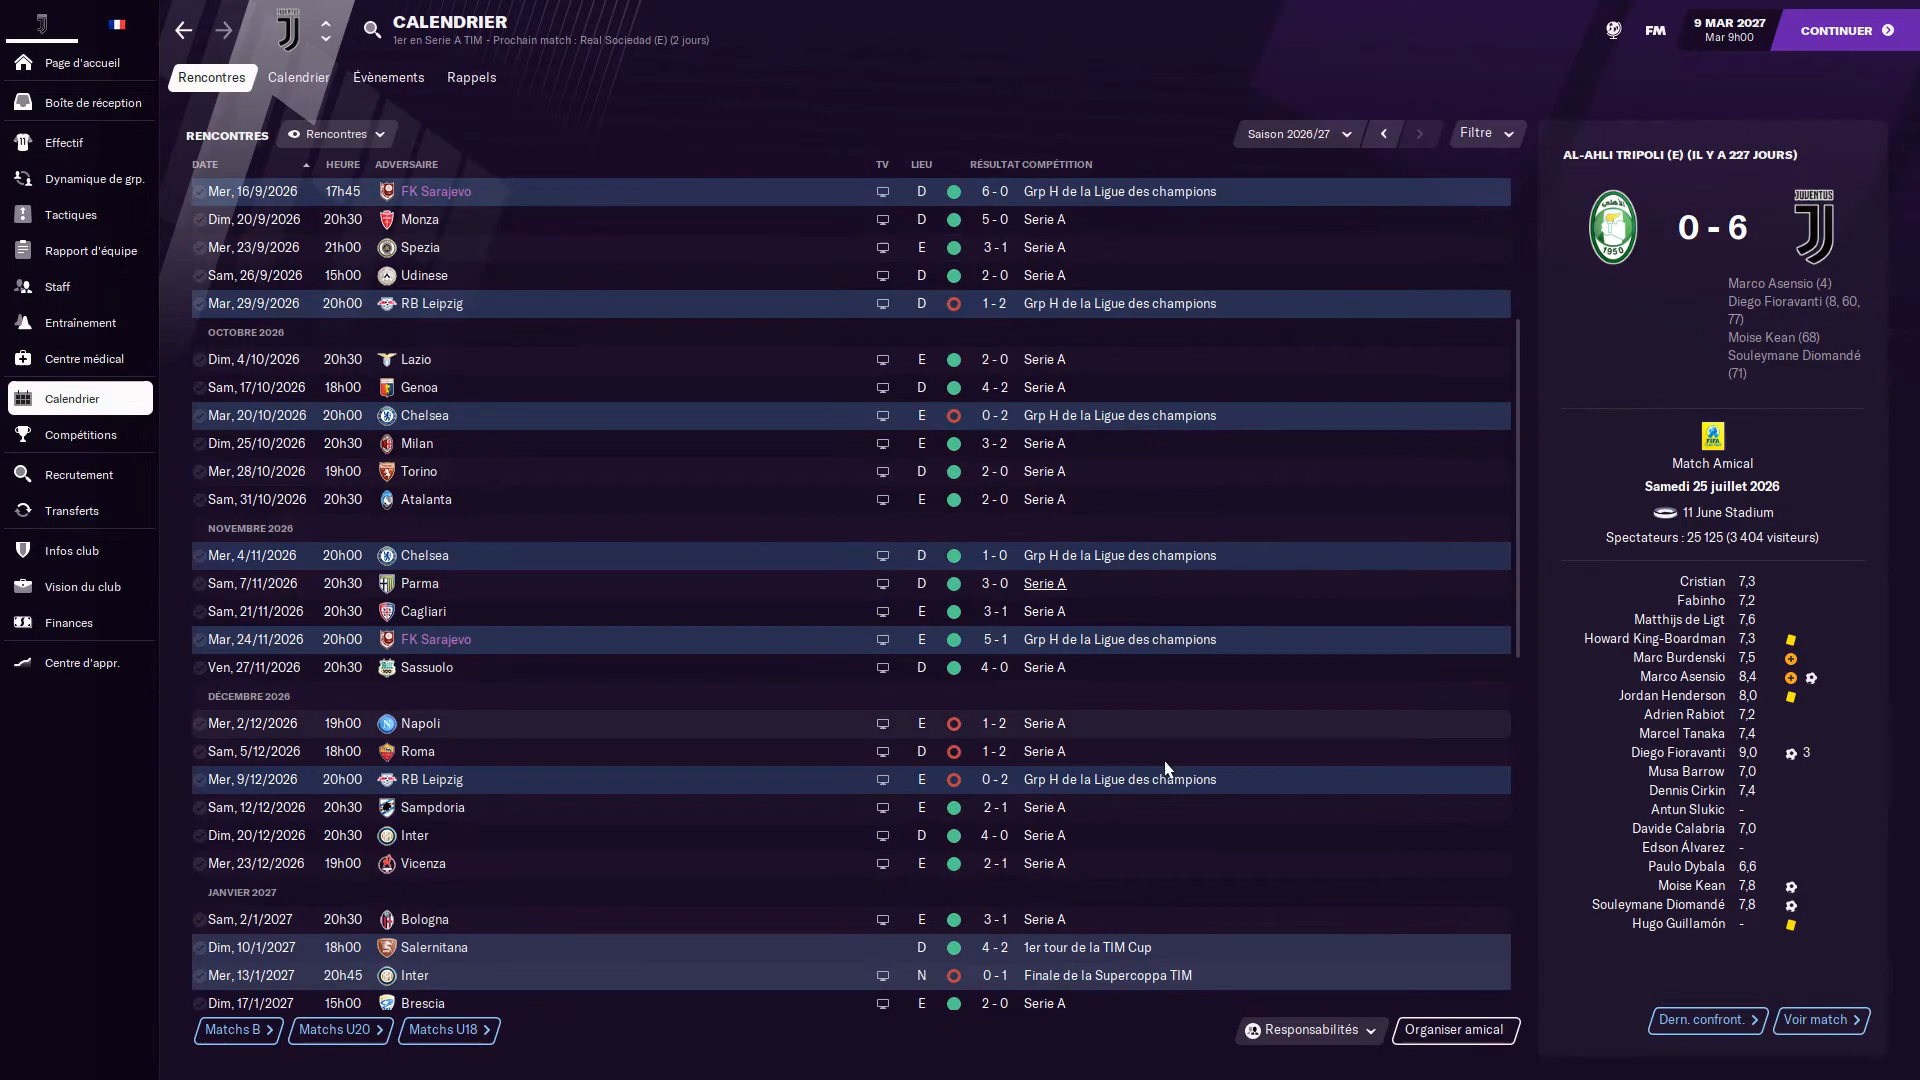 CALENDRIER
1er en Serie A TIM - Prochain match : Real Sociedad (E) (2 jours)
FM
9 MAR 2027
Mar 9h00
CONTINUER
Page d'accueil
Boîte de réception
Effectif
Dynamique de grp.
Tactiques
Rapport d'équipe
Staff
Entraînement
Centre médical
Calendrier
Compétitions
Recrutement
Transferts
Infos club
Vision du club
Finances
Centre d'appr.
Rencontres Calendrier Évènements Rappels
RENCONTRES Rencontres Saison 2026/27 Filtre
DATE HEURE ADVERSAIRE TV LIEU RÉSULTAT COMPÉTITION
Mer, 16/9/2026 17h45 FK Sarajevo D 6 - 0 Grp H de la Ligue des champions
Dim, 20/9/2026 20h30 Monza D 5 - 0 Serie A
Mer, 23/9/2026 21h00 Spezia E 3 - 1 Serie A
Sam, 26/9/2026 15h00 Udinese D 2 - 0 Serie A
Mar, 29/9/2026 20h00 RB Leipzig D 1 - 2 Grp H de la Ligue des champions
OCTOBRE 2026
Dim, 4/10/2026 20h30 Lazio E 2 - 0 Serie A
Sam, 17/10/2026 18h00 Genoa D 4 - 2 Serie A
Mar, 20/10/2026 20h00 Chelsea E 0 - 2 Grp H de la Ligue des champions
Dim, 25/10/2026 20h30 Milan E 3 - 2 Serie A
Mer, 28/10/2026 19h00 Torino D 2 - 0 Serie A
Sam, 31/10/2026 20h30 Atalanta E 2 - 0 Serie A
NOVEMBRE 2026
Mer, 4/11/2026 20h00 Chelsea D 1 - 0 Grp H de la Ligue des champions
Sam, 7/11/2026 20h30 Parma D 3 - 0 Serie A
Sam, 21/11/2026 20h30 Cagliari E 3 - 1 Serie A
Mar, 24/11/2026 20h00 FK Sarajevo E 5 - 1 Grp H de la Ligue des champions
Ven, 27/11/2026 20h30 Sassuolo D 4 - 0 Serie A
DÉCEMBRE 2026
Mer, 2/12/2026 19h00 Napoli E 1 - 2 Serie A
Sam, 5/12/2026 18h00 Roma D 1 - 2 Serie A
Mer, 9/12/2026 20h00 RB Leipzig E 0 - 2 Grp H de la Ligue des champions
Sam, 12/12/2026 20h30 Sampdoria E 2 - 1 Serie A
Dim, 20/12/2026 20h30 Inter D 4 - 0 Serie A
Mer, 23/12/2026 19h00 Vicenza E 2 - 1 Serie A
JANVIER 2027
Sam, 2/1/2027 20h30 Bologna E 3 - 1 Serie A
Dim, 10/1/2027 18h00 Salernitana D 4 - 2 1er tour de la TIM Cup
Mer, 13/1/2027 20h45 Inter N 0 - 1 Finale de la Supercoppa TIM
Dim, 17/1/2027 15h00 Brescia E 2 - 0 Serie A
Matchs B Matchs U20 Matchs U18 Responsabilités Organiser amical
AL-AHLI TRIPOLI (E) (IL Y A 227 JOURS)
1950
JUVENTUS
0 - 6
Marco Asensio (4)
Diego Fioravanti (8, 60,
77)
Moise Kean (68)
Souleymane Diomandé
(71)
FIFA
Match Amical
Samedi 25 juillet 2026
11 June Stadium
Spectateurs : 25 125 (3 404 visiteurs)
Cristian 7,3
Fabinho 7,2
Matthijs de Ligt 7,6
Howard King-Boardman 7,3
Marc Burdenski 7,5
Marco Asensio 8,4
Jordan Henderson 8,0
Adrien Rabiot 7,2
Marcel Tanaka 7,4
Diego Fioravanti 9,0 3
Musa Barrow 7,0
Dennis Cirkin 7,4
Antun Slukic -
Davide Calabria 7,0
Edson Álvarez -
Paulo Dybala 6,6
Moise Kean 7,8
Souleymane Diomandé 7,8
Hugo Guillamón -
Dern. confront. Voir match